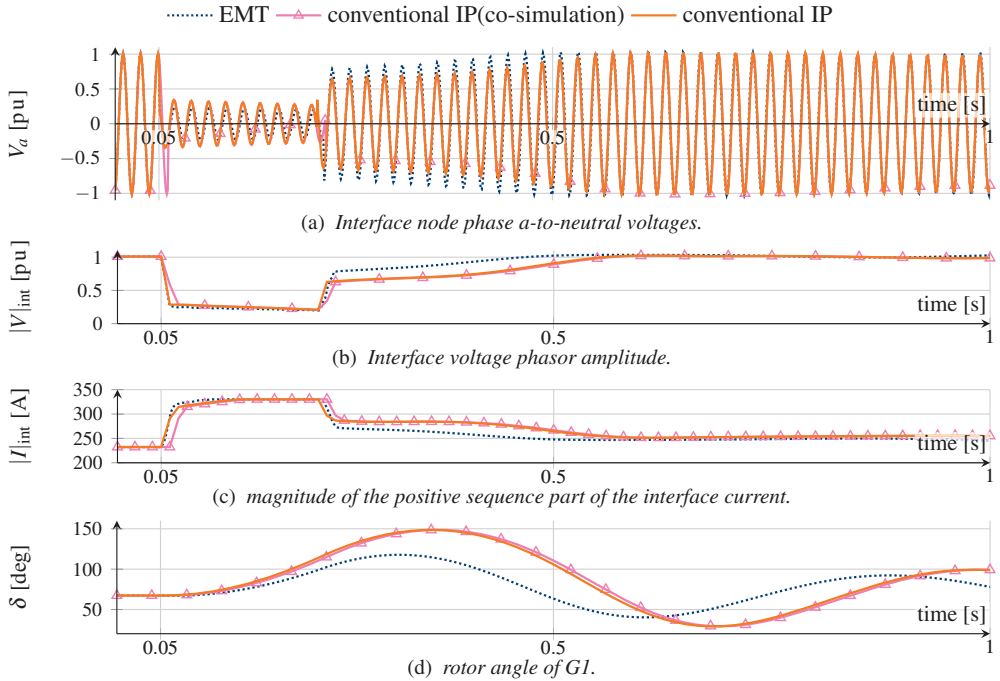 EMT conventional IP(co-simulation) conventional IP
1
0.5
0
−0.5
−1
V_a [pu]
0.05
0.5
1
time [s]
(a) Interface node phase a-to-neutral voltages.
1
0.5
0
|V|int [pu]
time [s]
0.05
0.5
1
(b) Interface voltage phasor amplitude.
350
300
250
200
|I|int [A]
time [s]
0.05
0.5
1
(c) magnitude of the positive sequence part of the interface current.
150
100
50
δ [deg]
time [s]
0.05
0.5
1
(d) rotor angle of G1.